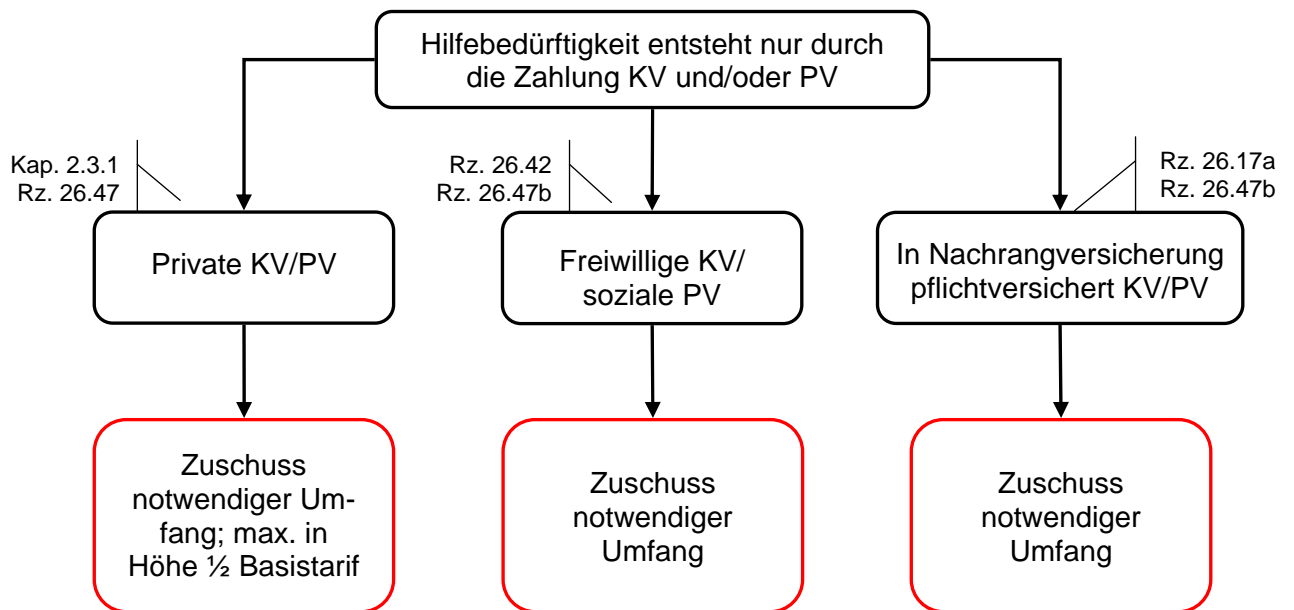 Hilfebedürftigkeit entsteht nur durch
die Zahlung KV und/oder PV
Kap. 2.3.1
Rz. 26.47
Rz. 26.42
Rz. 26.47b
Rz. 26.17a
Rz. 26.47b
Private KV/PV
Freiwillige KV/
soziale PV
In Nachrangversicherung
pflichtversichert KV/PV
Zuschuss
notwendiger Um-
fang; max. in
Höhe ½ Basistarif
Zuschuss
notwendiger
Umfang
Zuschuss
notwendiger
Umfang